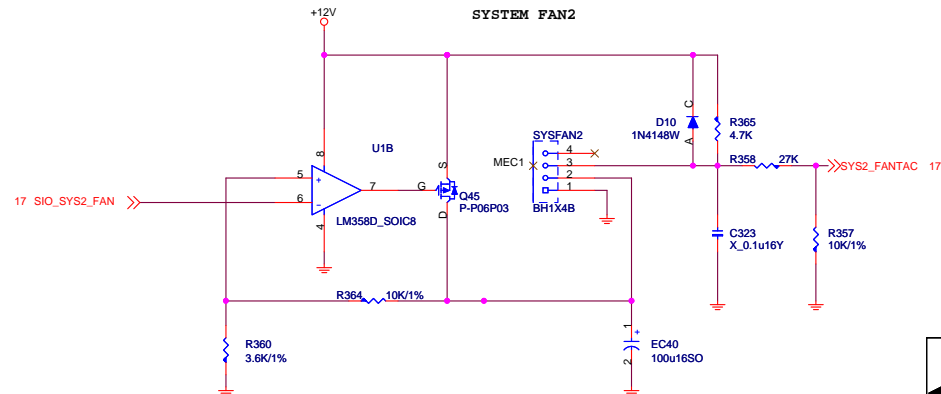 SYSTEM FAN2
+12V
D10
1N4148W
C
A
R365
4.7K
SYSFAN2
MEC1
4
3
2
1
BH1X4B
R358
27K
SYS2_FANTAC 17
U1B
8
5
+
6
-
7
4
LM358D_SOIC8
G
S
D
Q45
P-P06P03
17 SIO_SYS2_FAN
C323
X_0.1u16Y
R357
10K/1%
R364
10K/1%
R360
3.6K/1%
1
+
2
EC40
100u16SO